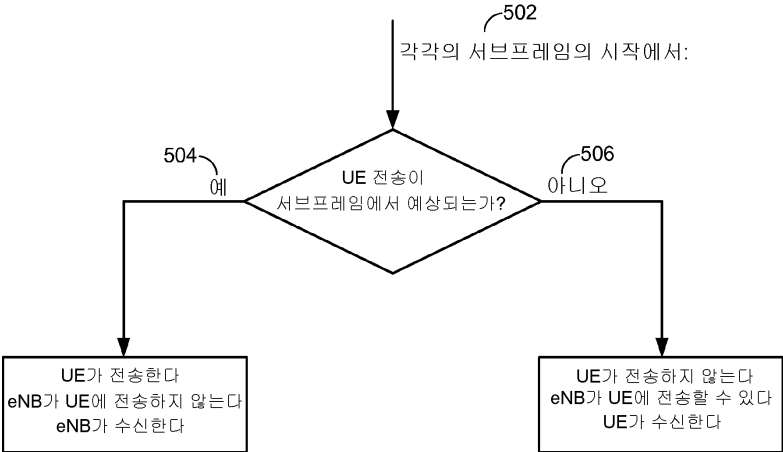 502
각각의 서브프레임의 시작에서:
504
예
506
아니오
UE 전송이
서브프레임에서 예상되는가?
UE가 전송한다
eNB가 UE에 전송하지 않는다
eNB가 수신한다
UE가 전송하지 않는다
eNB가 UE에 전송할 수 있다
UE가 수신한다